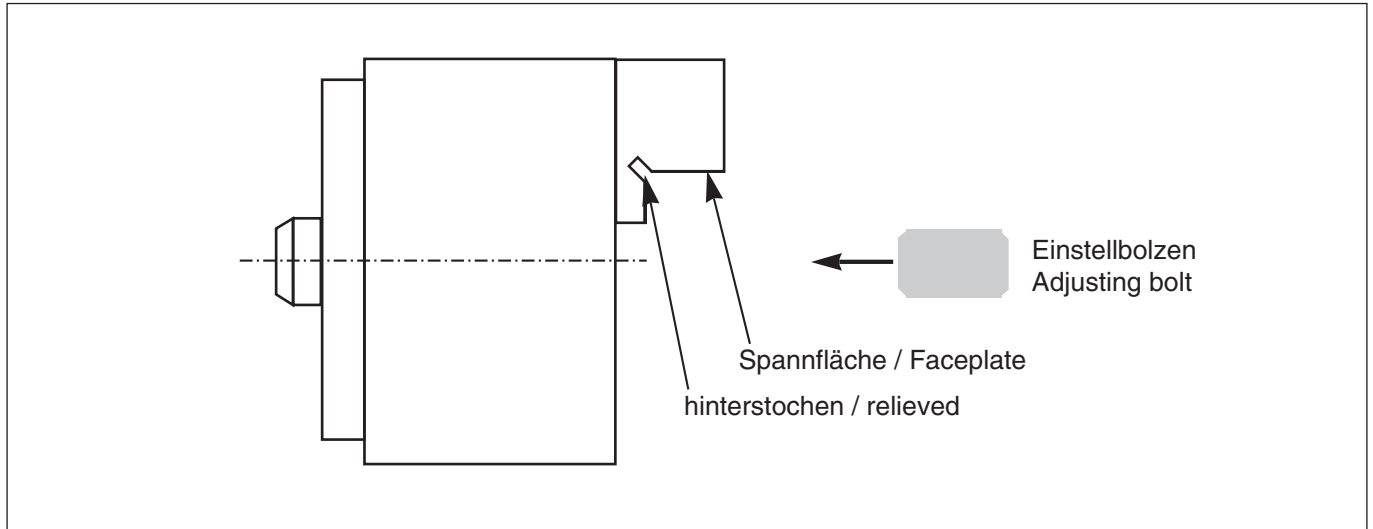 Einstellbolzen
Adjusting bolt
Spannfläche / Faceplate
hinterstochen / relieved